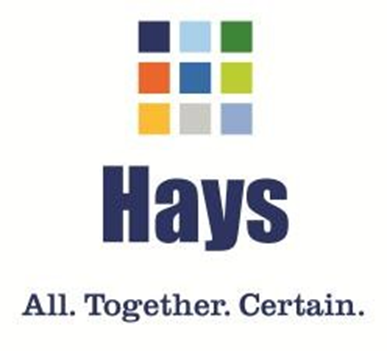 Hays
All. Together. Certain.